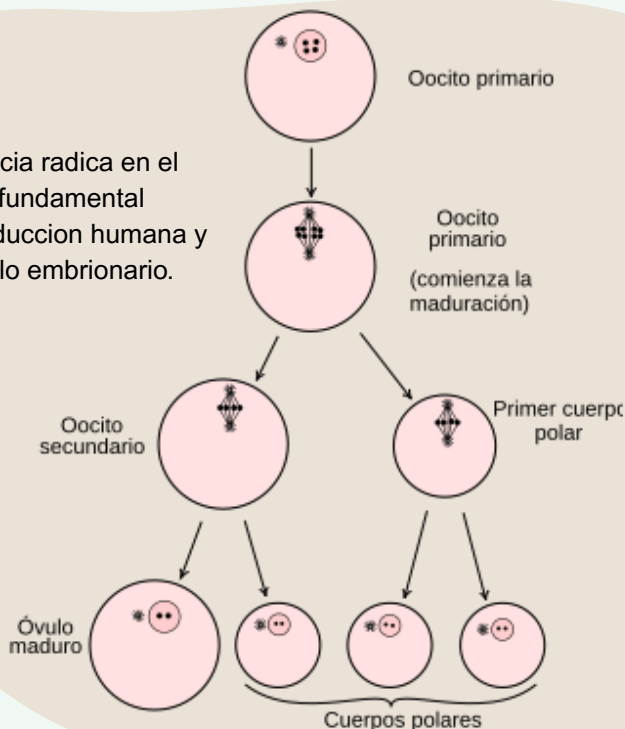 Oocito primario
cia radica en el
fundamental
duccion humana y
lo embrionario.
Oocito
primario
(comienza la
maduración)
Oocito
secundario
Primer cuerpo
polar
Óvulo
maduro
Cuerpos polares